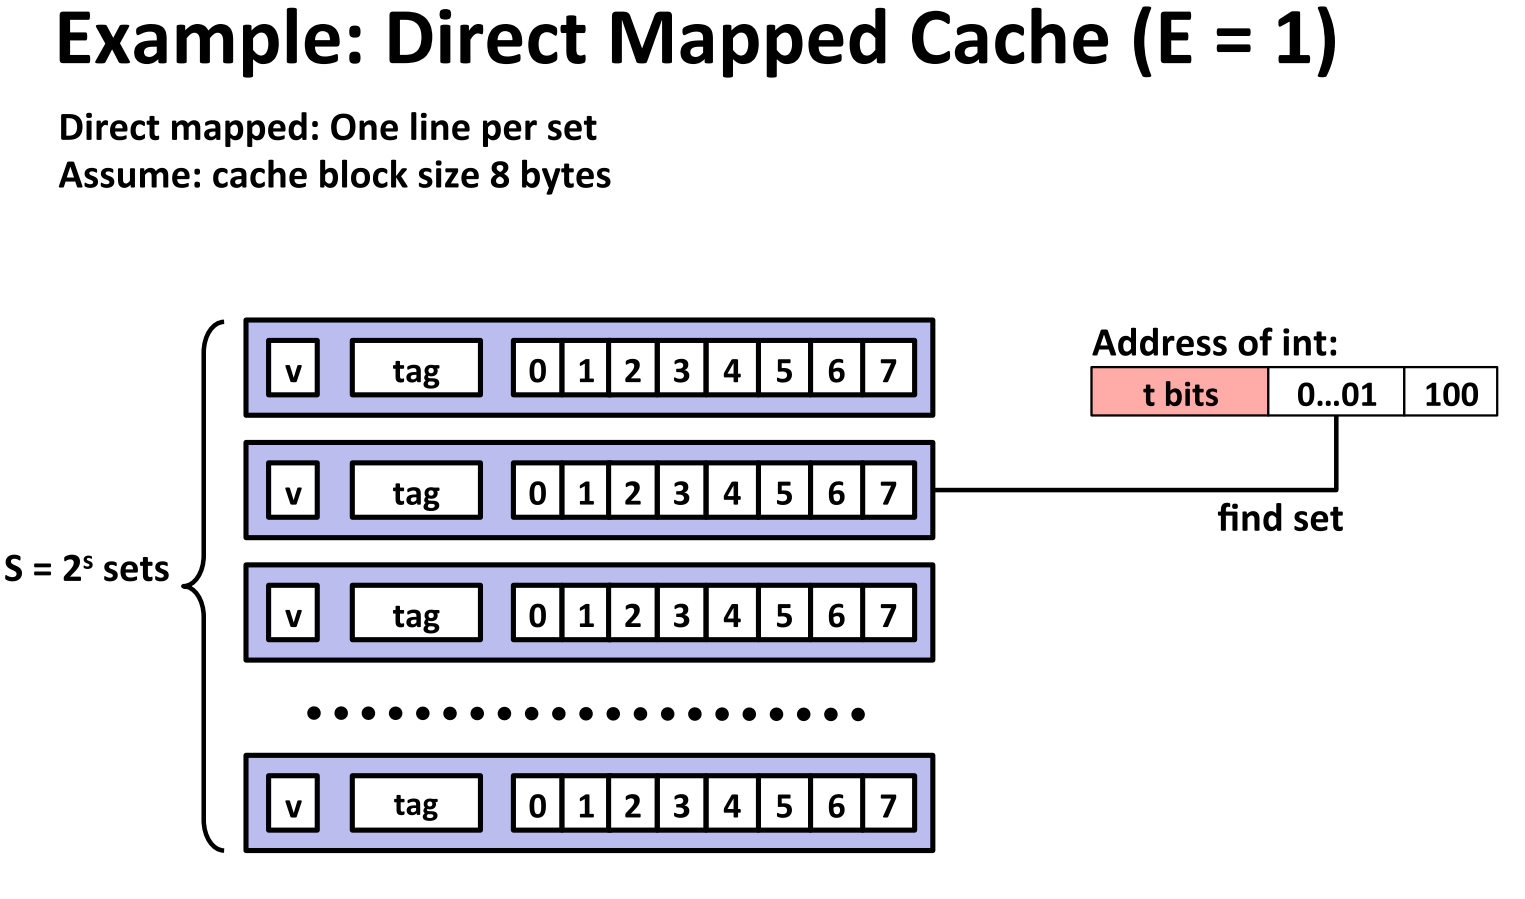 Example: Direct Mapped Cache (E = 1)
Direct mapped: One line per set
Assume: cache block size 8 bytes
Address of int:
t bits 0...01 100
v tag 0 1 2 3 4 5 6 7
v tag 0 1 2 3 4 5 6 7
find set
S = 2ˢ sets
v tag 0 1 2 3 4 5 6 7
v tag 0 1 2 3 4 5 6 7